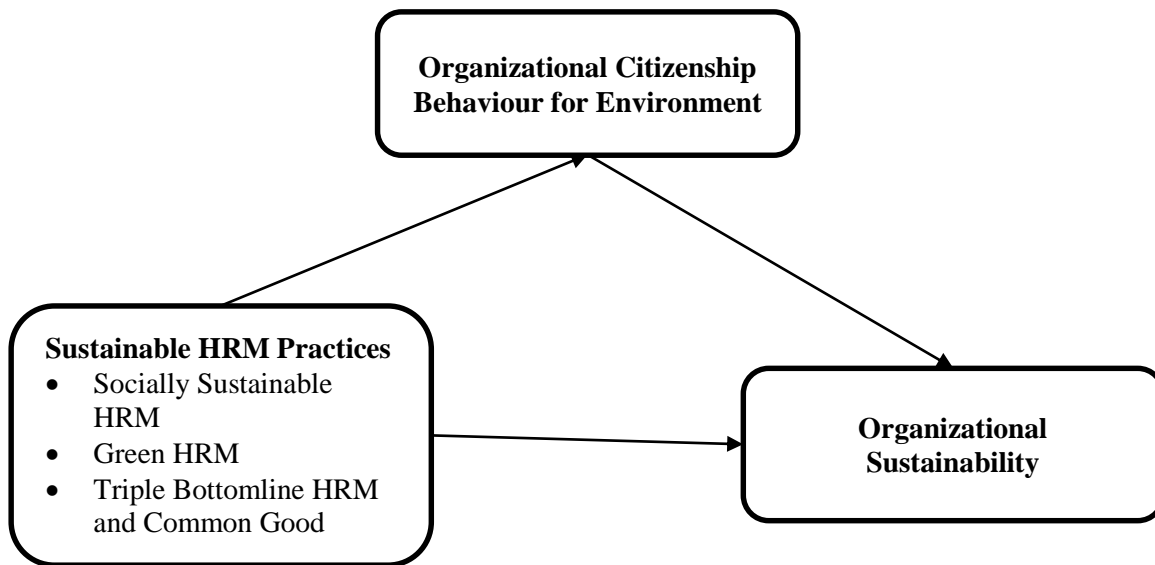 Organizational Citizenship
Behaviour for Environment
Sustainable HRM Practices
• Socially Sustainable
HRM
• Green HRM
• Triple Bottomline HRM
and Common Good
Organizational
Sustainability